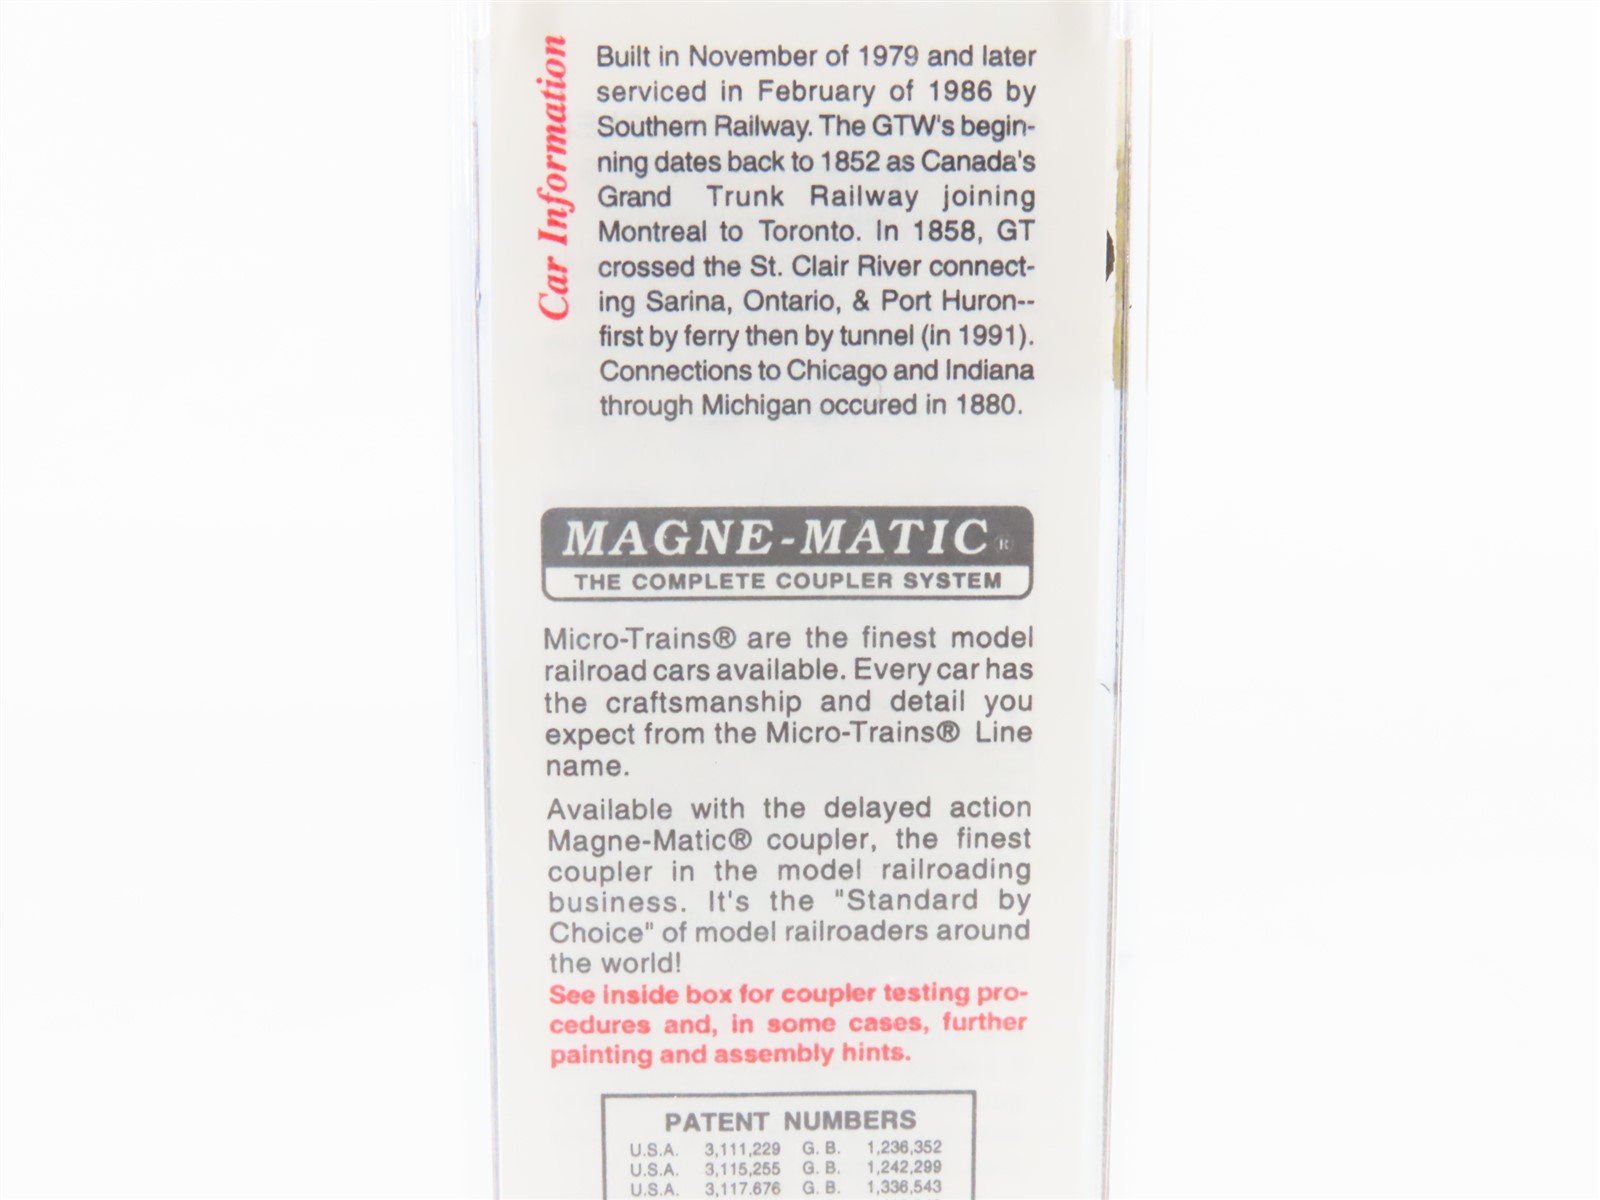 Car Information
Built in November of 1979 and later
serviced in February of 1986 by
Southern Railway. The GTW's begin-
ning dates back to 1852 as Canada's
Grand Trunk Railway joining
Montreal to Toronto. In 1858, GT
crossed the St. Clair River connect-
ing Sarina, Ontario, & Port Huron--
first by ferry then by tunnel (in 1991).
Connections to Chicago and Indiana
through Michigan occured in 1880.
MAGNE-MATIC®
THE COMPLETE COUPLER SYSTEM
Micro-Trains® are the finest model
railroad cars available. Every car has
the craftsmanship and detail you
expect from the Micro-Trains® Line
name.
Available with the delayed action
Magne-Matic® coupler, the finest
coupler in the model railroading
business. It's the "Standard by
Choice" of model railroaders around
the world!
See inside box for coupler testing pro-
cedures and, in some cases, further
painting and assembly hints.
PATENT NUMBERS
U.S.A. 3,111,229 G. B. 1,236,352
U.S.A. 3,115,255 G. B. 1,242,299
U.S.A. 3,117.676 G. B. 1,336,543